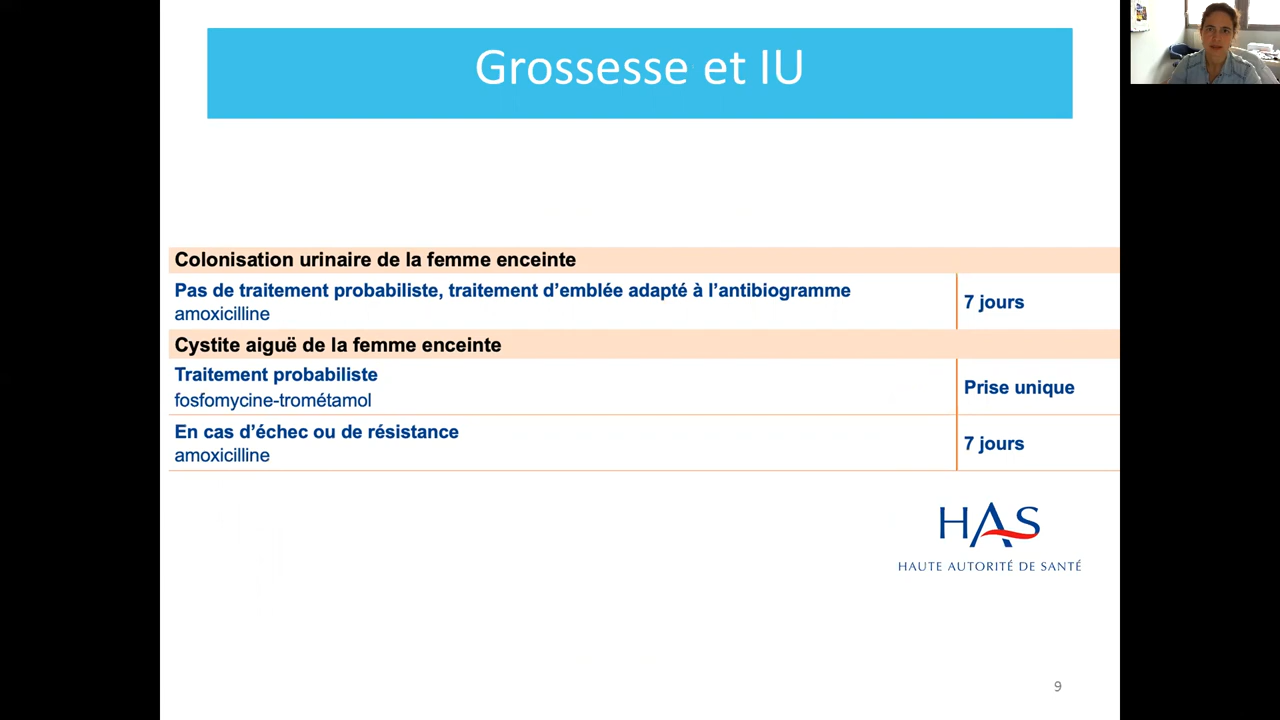 Grossesse et IU
Colonisation urinaire de la femme enceinte
Pas de traitement probabiliste, traitement d'emblée adapté à l'antibiogramme
amoxicilline
7 jours
Cystite aiguë de la femme enceinte
Traitement probabiliste
fosfomycine-trométamol
Prise unique
En cas d'échec ou de résistance
amoxicilline
7 jours
HAS
HAUTE AUTORITÉ DE SANTÉ
9